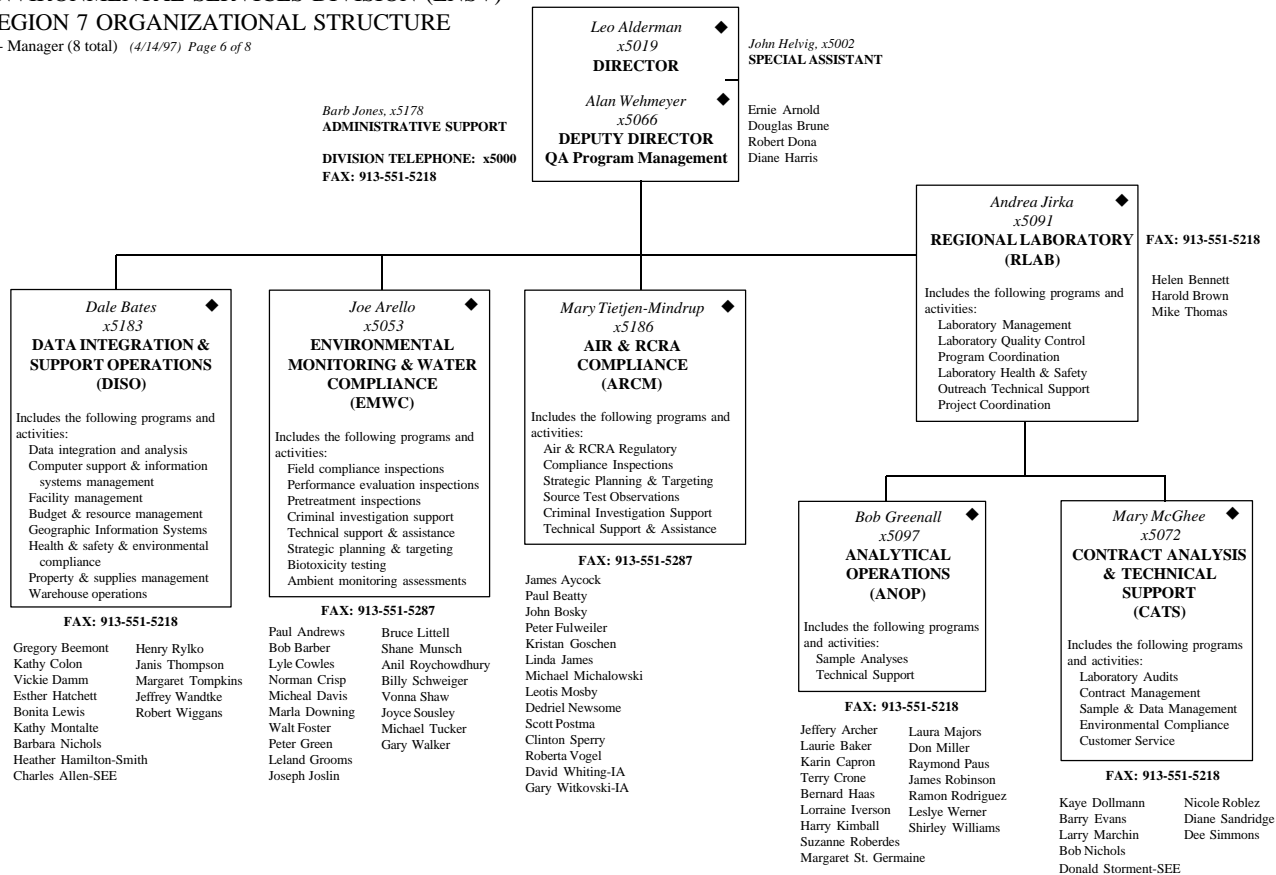 REGION 7 ORGANIZATIONAL STRUCTURE
- Manager (8 total) (4/14/97) Page 6 of 8
Leo Alderman
x5019
DIRECTOR
Alan Wehmeyer
x5066
DEPUTY DIRECTOR
QA Program Management
John Helvig, x5002
SPECIAL ASSISTANT
Ernie Arnold
Douglas Brune
Robert Dona
Diane Harris
Barb Jones, x5178
ADMINISTRATIVE SUPPORT
DIVISION TELEPHONE: x5000
FAX: 913-551-5218
Andrea Jirka
x5091
REGIONAL LABORATORY
(RLAB)
Includes the following programs and
activities:
Laboratory Management
Laboratory Quality Control
Program Coordination
Laboratory Health & Safety
Outreach Technical Support
Project Coordination
FAX: 913-551-5218
Helen Bennett
Harold Brown
Mike Thomas
Dale Bates
x5183
DATA INTEGRATION &
SUPPORT OPERATIONS
(DISO)
Includes the following programs and
activities:
Data integration and analysis
Computer support & information
systems management
Facility management
Budget & resource management
Geographic Information Systems
Health & safety & environmental
compliance
Property & supplies management
Warehouse operations
FAX: 913-551-5218
Gregory Beemont
Kathy Colon
Vickie Damm
Esther Hatchett
Bonita Lewis
Kathy Montalte
Barbara Nichols
Heather Hamilton-Smith
Charles Allen-SEE
Henry Rylko
Janis Thompson
Margaret Tompkins
Jeffrey Wandtke
Robert Wiggans
Joe Arello
x5053
ENVIRONMENTAL
MONITORING & WATER
COMPLIANCE
(EMWC)
Includes the following programs and
activities:
Field compliance inspections
Performance evaluation inspections
Pretreatment inspections
Criminal investigation support
Technical support & assistance
Strategic planning & targeting
Biotoxicity testing
Ambient monitoring assessments
FAX: 913-551-5287
Paul Andrews
Bob Barber
Lyle Cowles
Norman Crisp
Micheal Davis
Marla Downing
Walt Foster
Peter Green
Leland Grooms
Joseph Joslin
Bruce Littell
Shane Munsch
Anil Roychowdhury
Billy Schweiger
Vonna Shaw
Joyce Sousley
Michael Tucker
Gary Walker
Mary Tietjen-Mindrup
x5186
AIR & RCRA
COMPLIANCE
(ARCM)
Includes the following programs and
activities:
Air & RCRA Regulatory
Compliance Inspections
Strategic Planning & Targeting
Source Test Observations
Criminal Investigation Support
Technical Support & Assistance
FAX: 913-551-5287
James Aycock
Paul Beatty
John Bosky
Peter Fulweiler
Kristan Goschen
Linda James
Michael Michalowski
Leotis Mosby
Dedriel Newsome
Scott Postma
Clinton Sperry
Roberta Vogel
David Whiting-IA
Gary Witkovski-IA
Bob Greenall
x5097
ANALYTICAL
OPERATIONS
(ANOP)
Includes the following programs
and activities:
Sample Analyses
Technical Support
FAX: 913-551-5218
Jeffery Archer
Laurie Baker
Karin Capron
Terry Crone
Bernard Haas
Lorraine Iverson
Harry Kimball
Suzanne Roberdes
Margaret St. Germaine
Laura Majors
Don Miller
Raymond Paus
James Robinson
Ramon Rodriguez
Leslye Werner
Shirley Williams
Mary McGhee
x5072
CONTRACT ANALYSIS
& TECHNICAL
SUPPORT
(CATS)
Includes the following programs
and activities:
Laboratory Audits
Contract Management
Sample & Data Management
Environmental Compliance
Customer Service
FAX: 913-551-5218
Kaye Dollmann
Barry Evans
Larry Marchin
Bob Nichols
Donald Storment-SEE
Nicole Roblez
Diane Sandridge
Dee Simmons